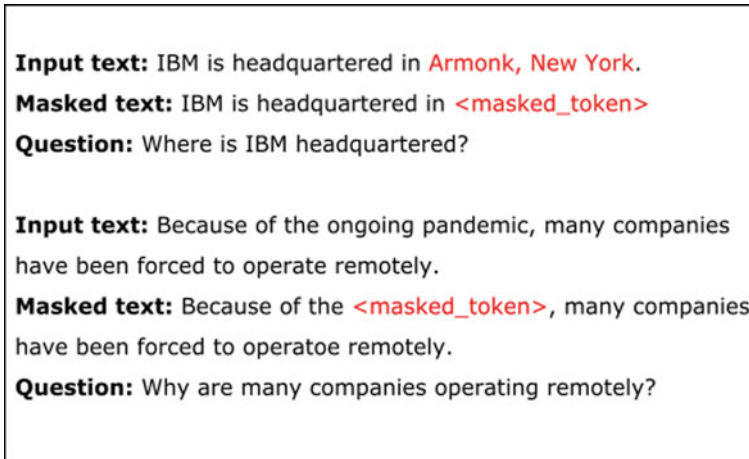 Input text: IBM is headquartered in Armonk, New York.
Masked text: IBM is headquartered in <masked_token>
Question: Where is IBM headquartered?
Input text: Because of the ongoing pandemic, many companies
have been forced to operate remotely.
Masked text: Because of the <masked_token>, many companies
have been forced to operatoe remotely.
Question: Why are many companies operating remotely?